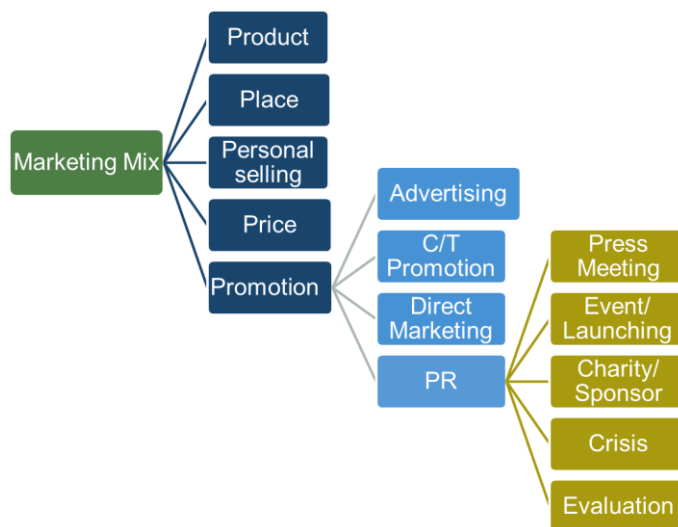 Marketing Mix
Product
Place
Personal
selling
Price
Promotion
Advertising
C/T
Promotion
Direct
Marketing
PR
Press
Meeting
Event/
Launching
Charity/
Sponsor
Crisis
Evaluation